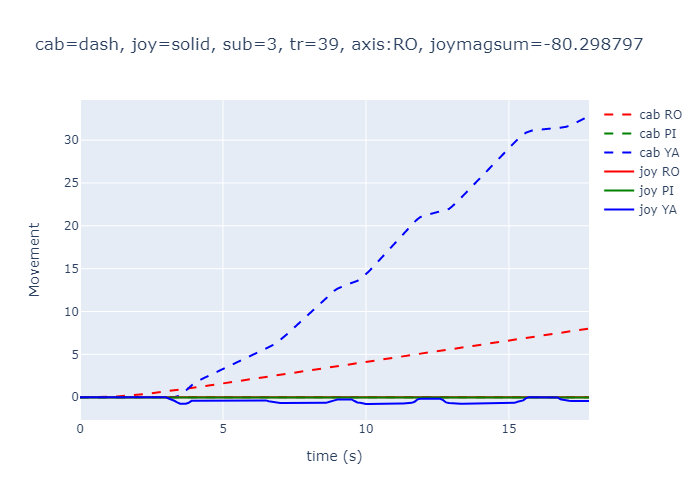 cab=dash, joy=solid, sub=3, tr=39, axis:RO, joymagsum=-80.298797
cab RO
cab PI
cab YA
joy RO
joy PI
joy YA
Movement
30
25
20
15
10
5
0
0
5
10
15
time (s)